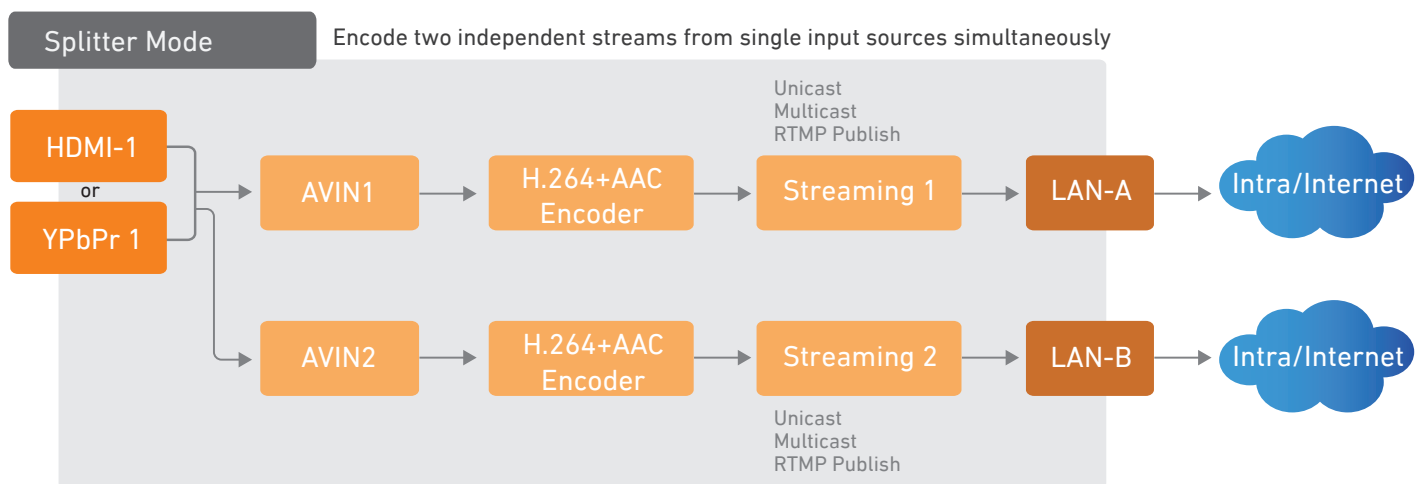 Splitter Mode
Encode two independent streams from single input sources simultaneously
Unicast
Multicast
RTMP Publish
HDMI-1
or
YPbPr 1
AVIN1
H.264+AAC
Encoder
Streaming 1
LAN-A
Intra/Internet
AVIN2
H.264+AAC
Encoder
Streaming 2
LAN-B
Intra/Internet
Unicast
Multicast
RTMP Publish